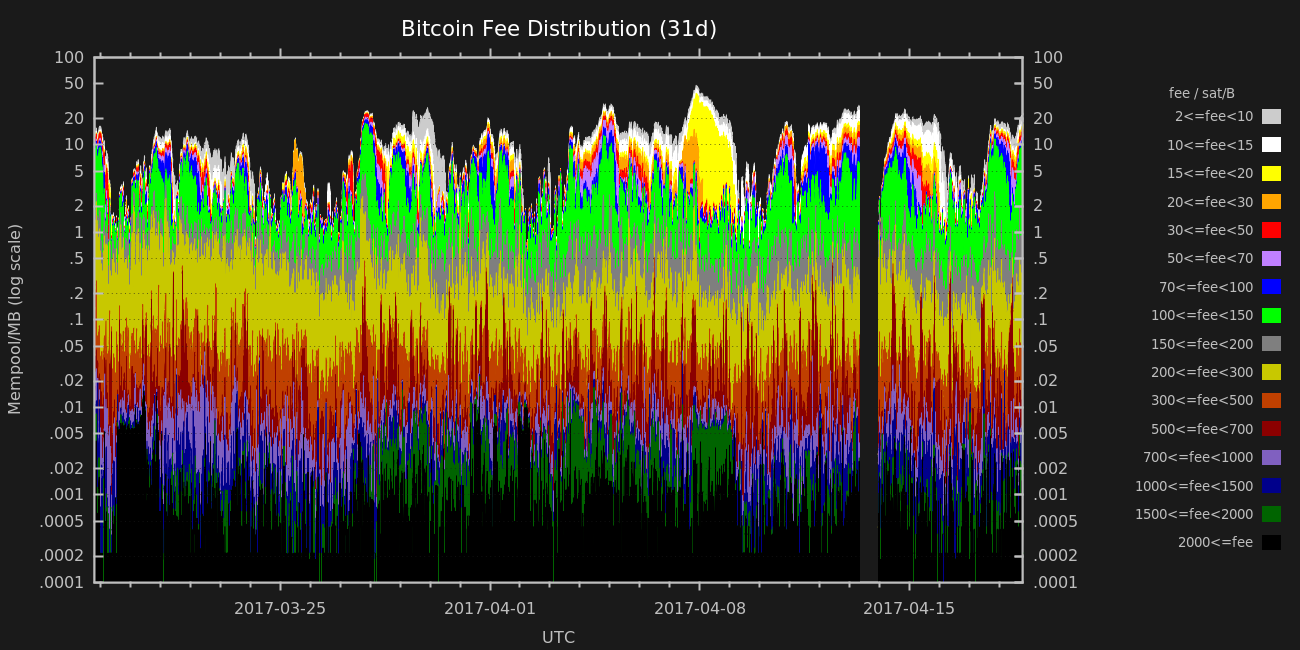 Bitcoin Fee Distribution (31d)
Mempool/MB (log scale)
100
50
20
10
5
2
1
.5
.2
.1
.05
.02
.01
.005
.002
.001
.0005
.0002
.0001
100
50
20
10
5
2
1
.5
.2
.1
.05
.02
.01
.005
.002
.001
.0005
.0002
.0001
fee / sat/B
2<=fee<10
10<=fee<15
15<=fee<20
20<=fee<30
30<=fee<50
50<=fee<70
70<=fee<100
100<=fee<150
150<=fee<200
200<=fee<300
300<=fee<500
500<=fee<700
700<=fee<1000
1000<=fee<1500
1500<=fee<2000
2000<=fee
2017-03-25 2017-04-01 2017-04-08 2017-04-15
UTC